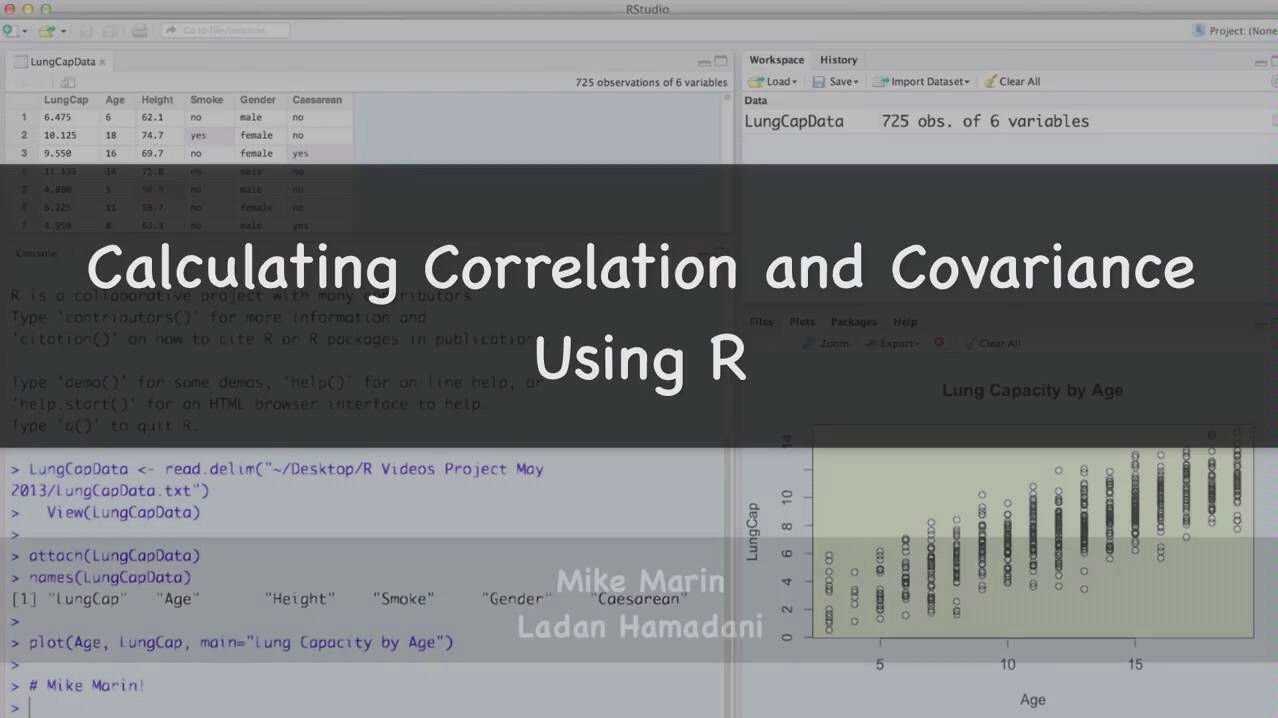 RStudio
Go to file/function
Project: (None
LungCapData
725 observations of 6 variables
LungCap Age Height Smoke Gender Caesarean
1 6.475 6 62.1 no male no
2 10.125 18 74.7 yes female no
3 9.550 16 69.7 no female yes
4 11.125 14 71.0 no male no
5 4.800 5 56.9 no male no
6 6.225 11 58.7 no female no
7 4.950 8 63.3 no male yes
Workspace History
Load Save Import Dataset Clear All
Data
LungCapData 725 obs. of 6 variables
Calculating Correlation and Covariance
Using R
Console
R is a collaborative project with many contributors
Type 'contributors()' for more information and
'citation()' on how to cite R or R packages in publications.
Type 'demo()' for some demos, 'help()' for on line help, or
'help.start()' for an HTML browser interface to help
Type 'q()' to quit R.
> LungCapData <- read.delim("~/Desktop/R Videos Project May
2013/LungCapData.txt")
> View(LungCapData)
>
> attach(LungCapData)
> names(LungCapData)
[1] "LungCap" "Age" "Height" "Smoke" "Gender" "Caesarean"
>
> plot(Age, LungCap, main="Lung Capacity by Age")
>
> # Mike Marin!
>
Mike Marin
Ladan Hamadani
Files Plots Packages Help
Zoom Export Clear All
Lung Capacity by Age
LungCap
14
10
8
6
4
2
0
5 10 15
Age